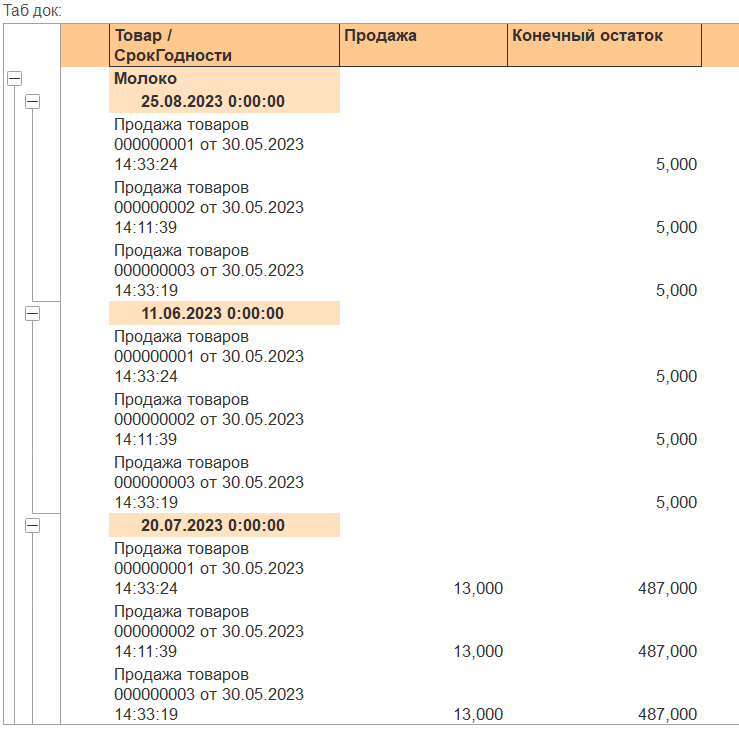 Таб док:
Товар / Продажа Конечный остаток
СрокГодности
Молоко
25.08.2023 0:00:00
Продажа товаров
000000001 от 30.05.2023
14:33:24 5,000
Продажа товаров
000000002 от 30.05.2023
14:11:39 5,000
Продажа товаров
000000003 от 30.05.2023
14:33:19 5,000
11.06.2023 0:00:00
Продажа товаров
000000001 от 30.05.2023
14:33:24 5,000
Продажа товаров
000000002 от 30.05.2023
14:11:39 5,000
Продажа товаров
000000003 от 30.05.2023
14:33:19 5,000
20.07.2023 0:00:00
Продажа товаров
000000001 от 30.05.2023
14:33:24 13,000 487,000
Продажа товаров
000000002 от 30.05.2023
14:11:39 13,000 487,000
Продажа товаров
000000003 от 30.05.2023
14:33:19 13,000 487,000